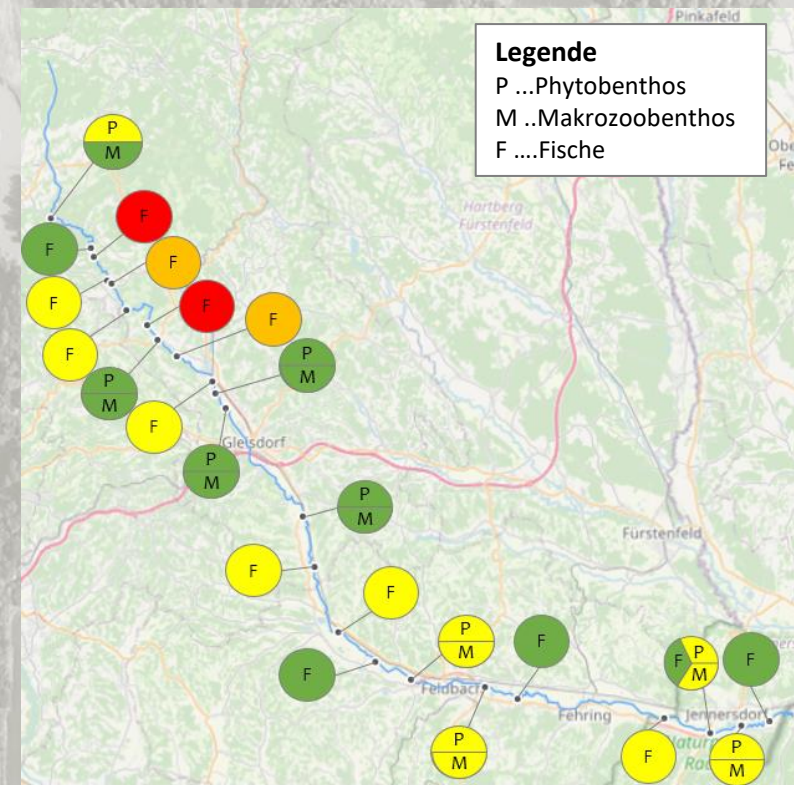 Pinkafeld
Legende
P ...Phytobenthos
M ..Makrozoobenthos
F ....Fische
Hartberg
Fürstenfeld
P
M
F
F
F
F
F
F
F
P
M
P
M
F
Gleisdorf
P
M
P
M
Fürstenfeld
F
F
P
M
F
F
F
P
M
F
Feldbach
Fehring
Jennersdorf
P
M
F
P
M